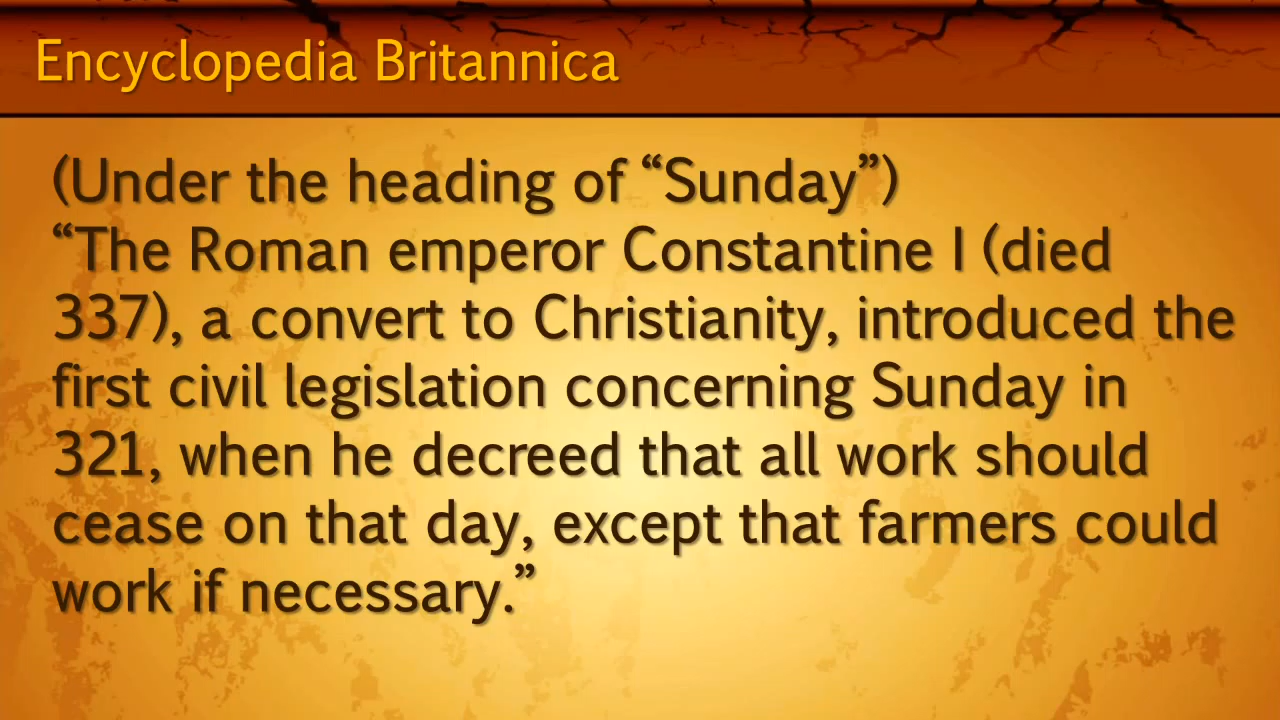 Encyclopedia Britannica
(Under the heading of “Sunday”)
“The Roman emperor Constantine I (died
337), a convert to Christianity, introduced the
first civil legislation concerning Sunday in
321, when he decreed that all work should
cease on that day, except that farmers could
work if necessary.”